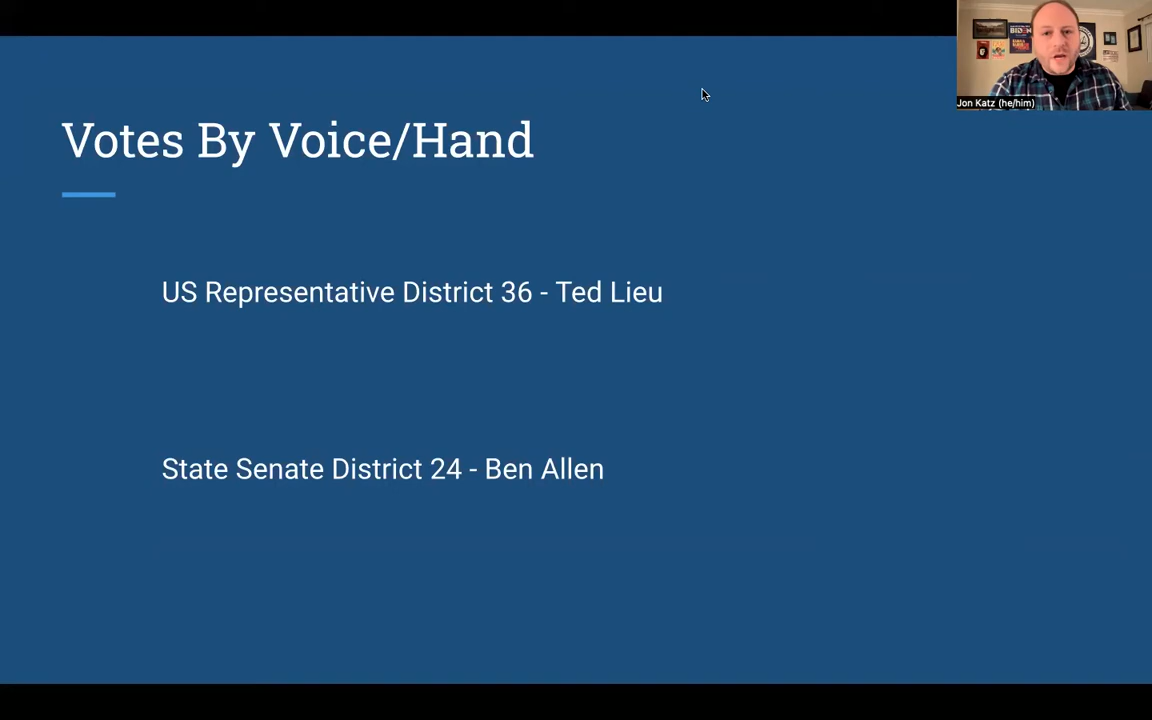 Votes By Voice/Hand
US Representative District 36 - Ted Lieu
State Senate District 24 - Ben Allen
BIDEN
Jon Katz (he/him)